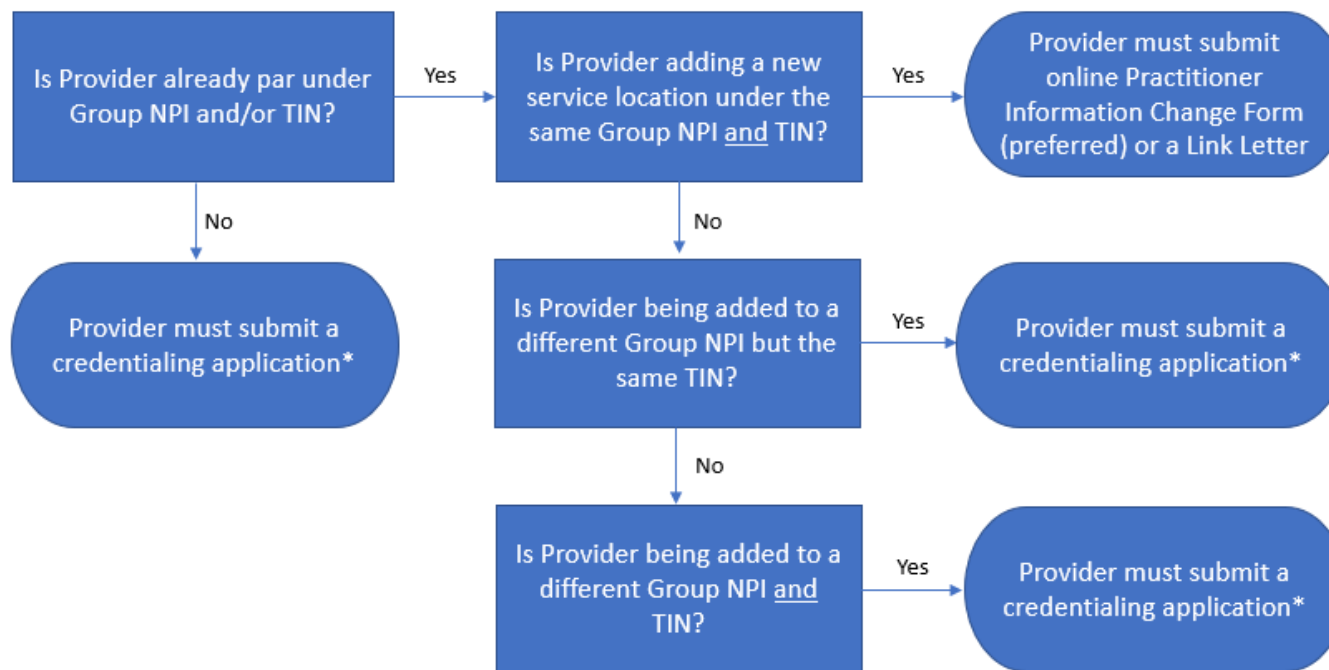 Is Provider already par under
Group NPI and/or TIN?
Yes
Is Provider adding a new
service location under the
same Group NPI and TIN?
Yes
Provider must submit
online Practitioner
Information Change Form
(preferred) or a Link Letter
No
No
Provider must submit a
credentialing application*
Is Provider being added to a
different Group NPI but the
same TIN?
Yes
Provider must submit a
credentialing application*
No
Is Provider being added to a
different Group NPI and
TIN?
Yes
Provider must submit a
credentialing application*